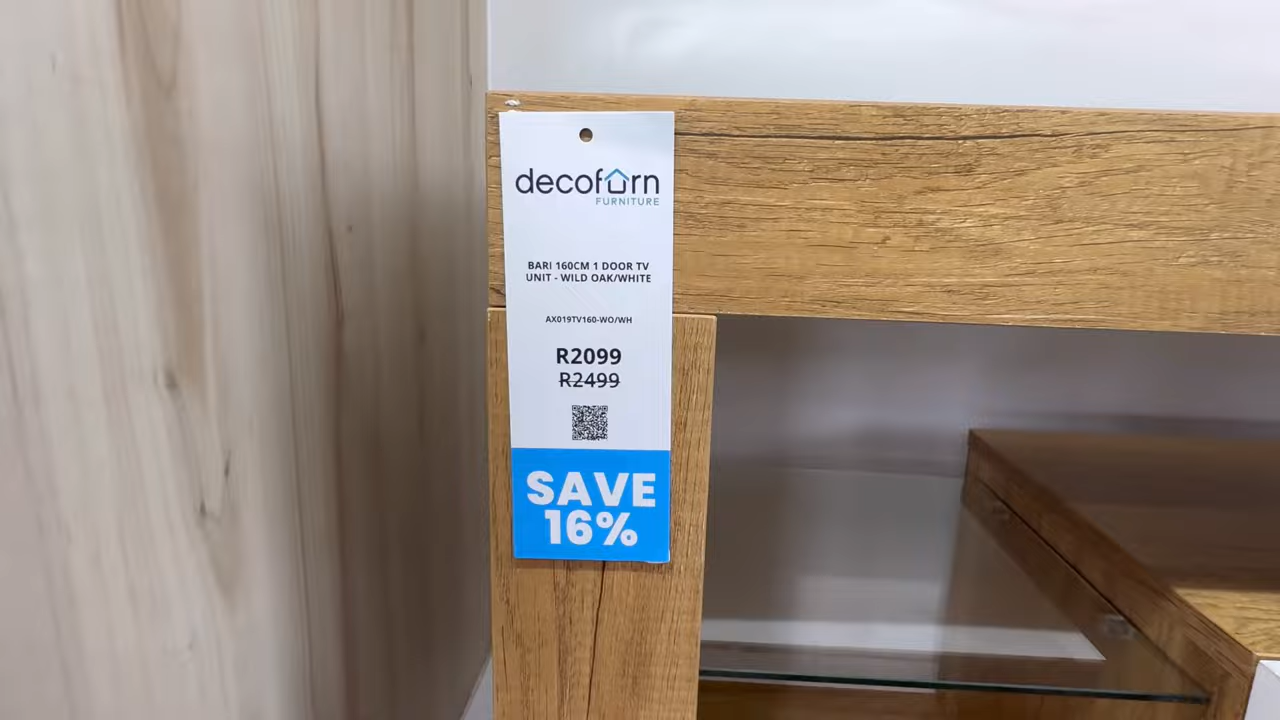 decofurn
FURNITURE
BARI 160CM 1 DOOR TV
UNIT - WILD OAK/WHITE
AX019TV160-WO/WH
R2099
R2499
SAVE
16%